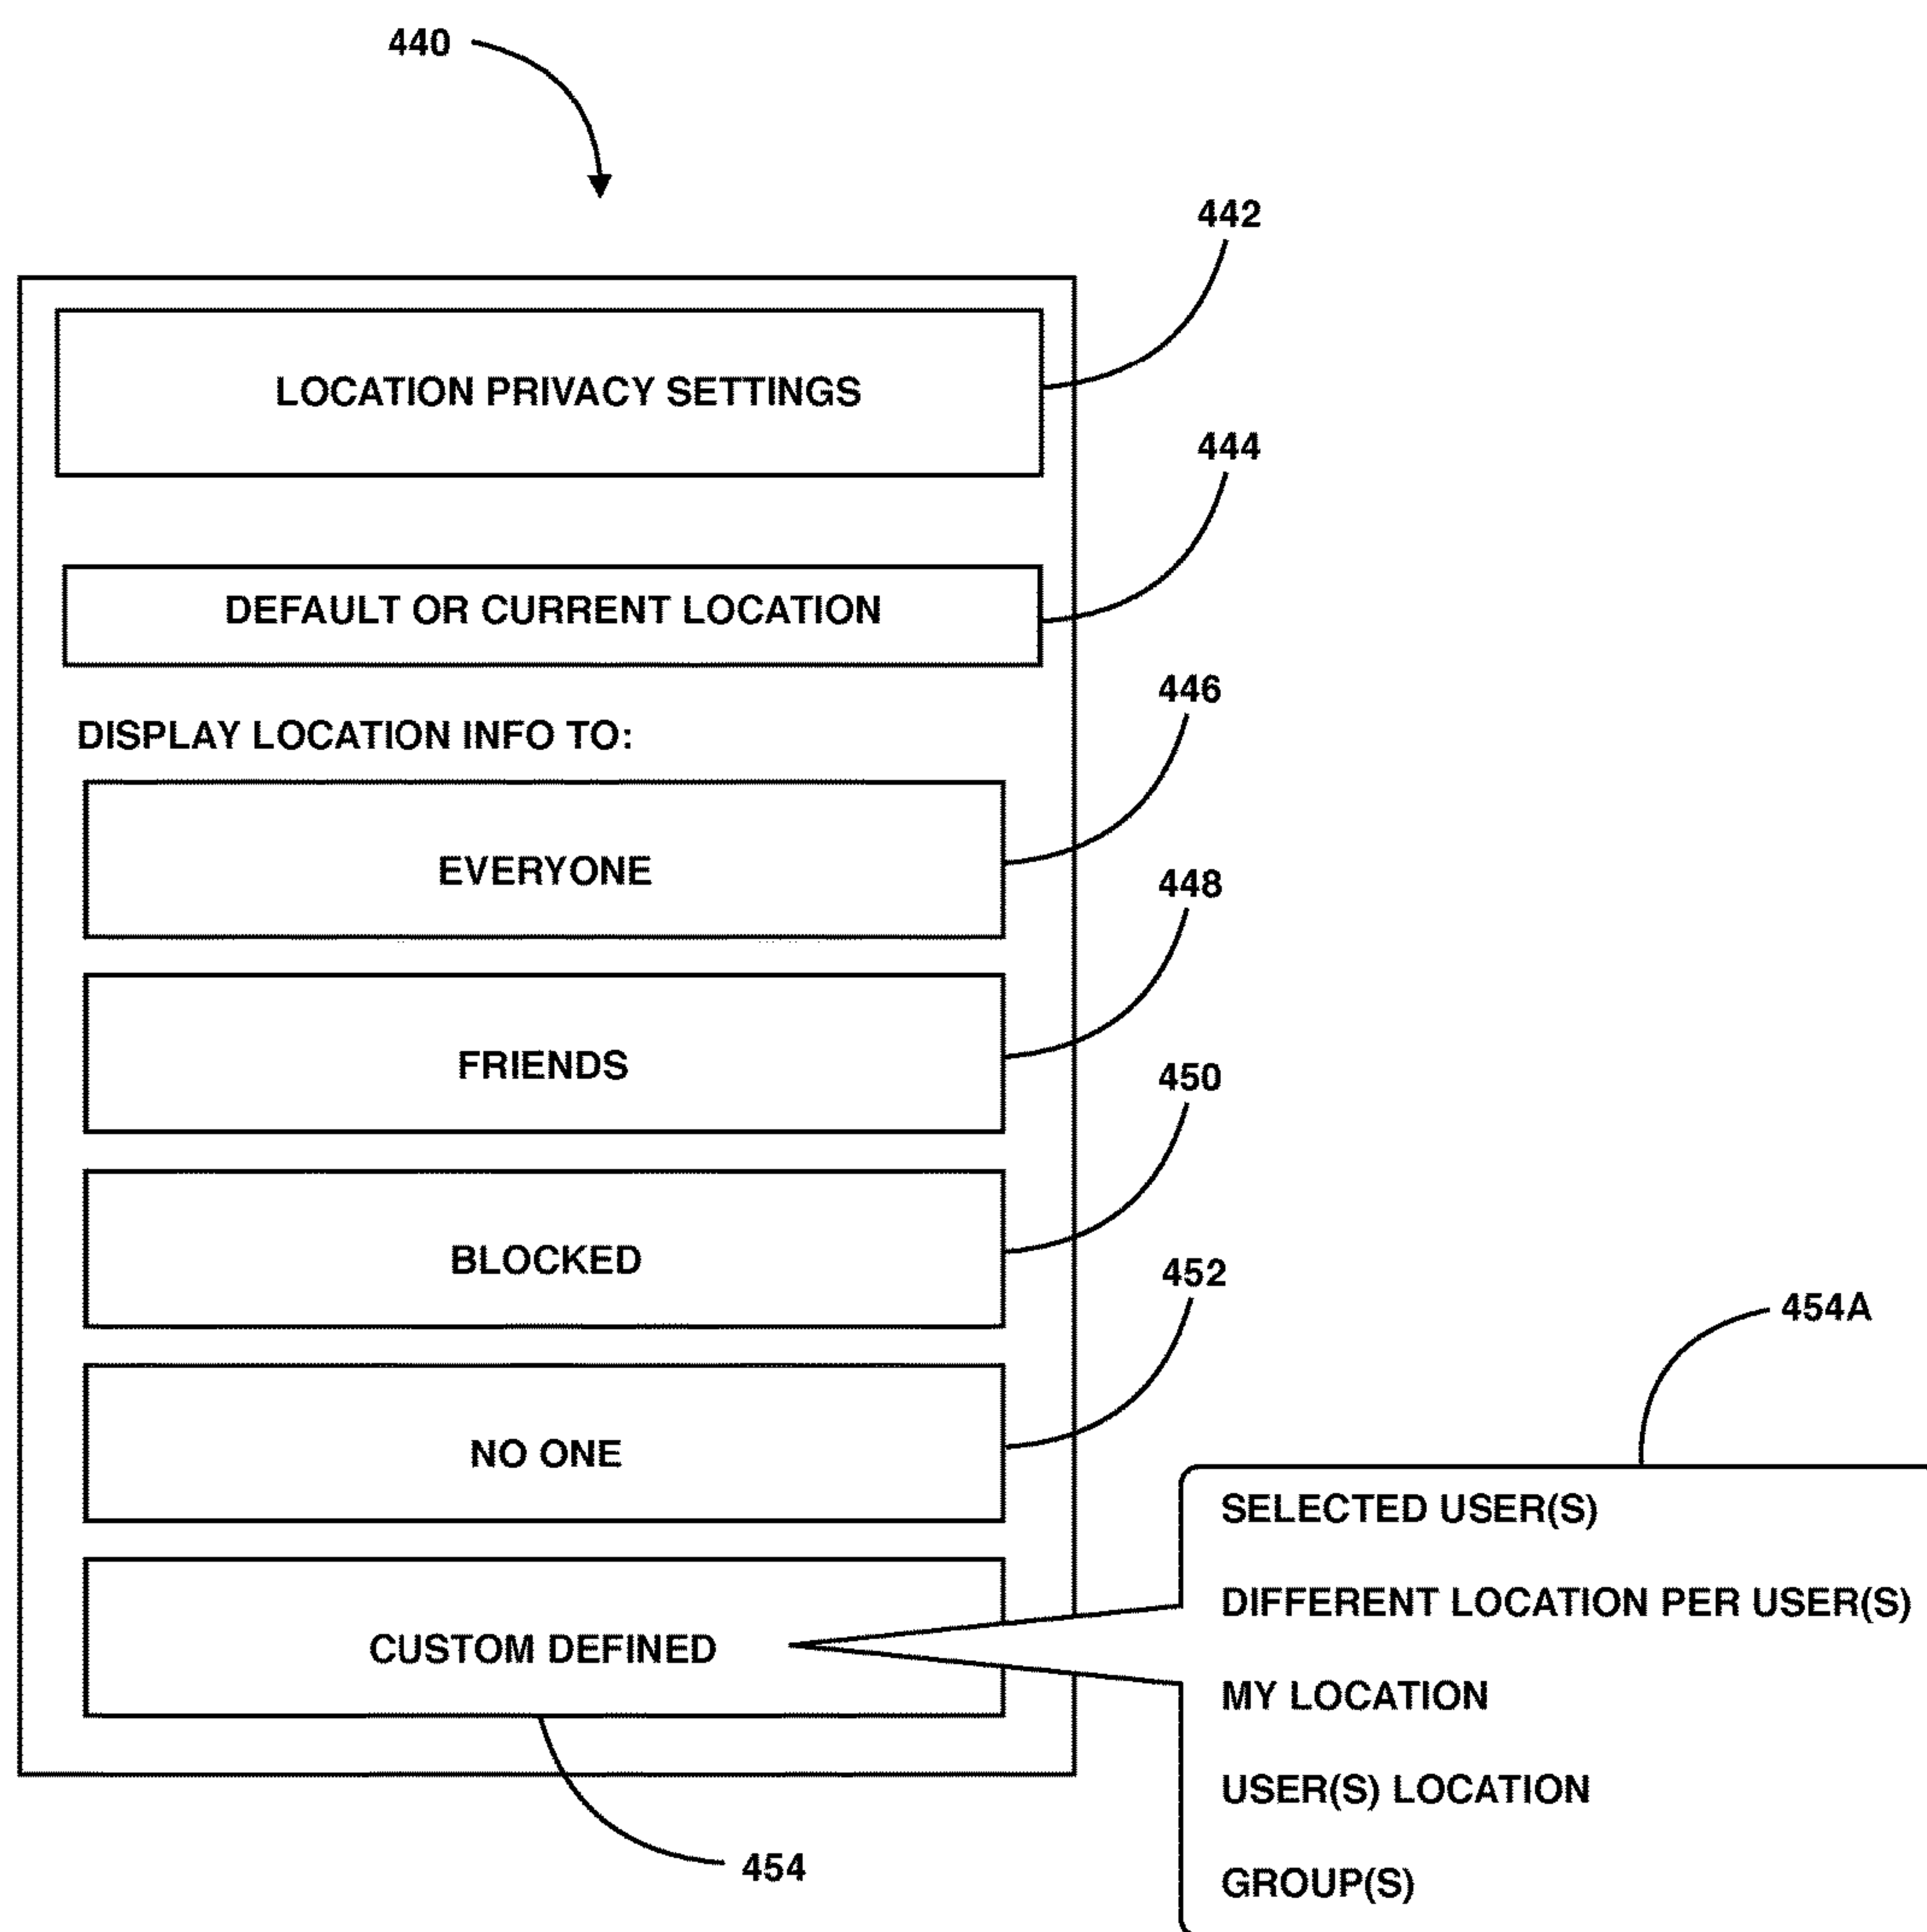 440
442
LOCATION PRIVACY SETTINGS
444
DEFAULT OR CURRENT LOCATION
446
DISPLAY LOCATION INFO TO:
EVERYONE
448
FRIENDS
450
BLOCKED
452
454A
NO ONE
SELECTED USER(S)
DIFFERENT LOCATION PER USER(S)
CUSTOM DEFINED
MY LOCATION
USER(S) LOCATION
454
GROUP(S)